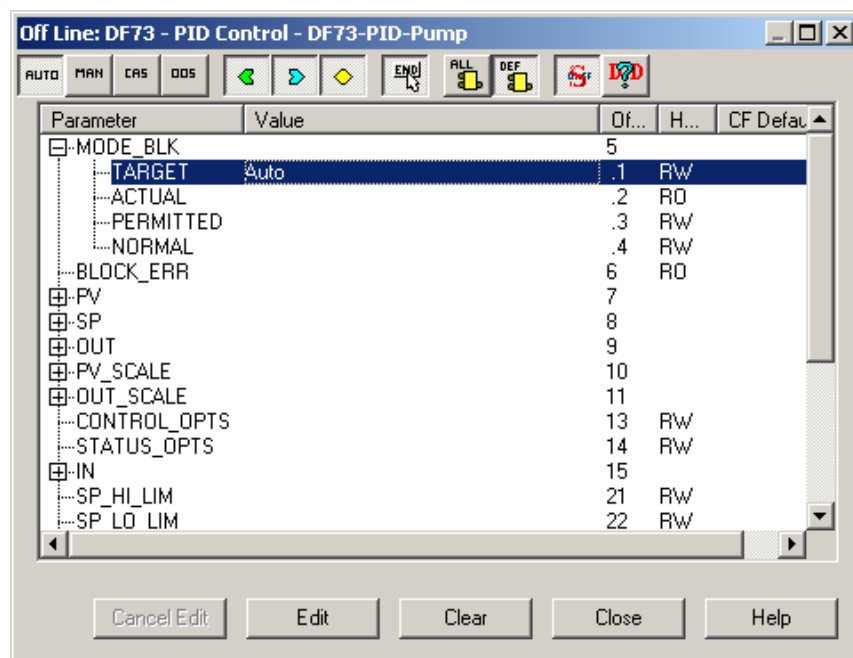 Off Line: DF73 - PID Control - DF73-PID-Pump
AUTO MAN CAS OOS END ALL DEF OFF DD
Parameter Value Of... H... CF Defau
MODE_BLK 5
TARGET Auto .1 RW
ACTUAL .2 RO
PERMITTED .3 RW
NORMAL .4 RW
BLOCK_ERR 6 RO
PV 7
SP 8
OUT 9
PV_SCALE 10
OUT_SCALE 11
CONTROL_OPTS 13 RW
STATUS_OPTS 14 RW
IN 15
SP_HI_LIM 21 RW
SP_LO_LIM 22 RW
Cancel Edit Edit Clear Close Help